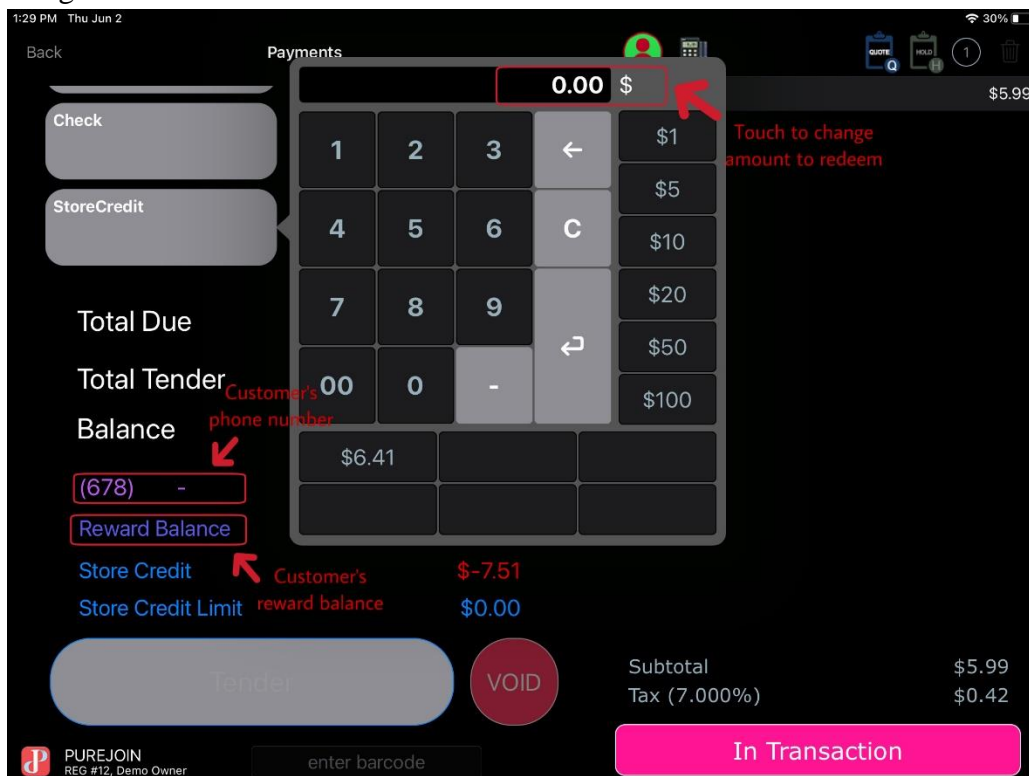 1:29 PM Thu Jun 2
30%
Back
Payments
QUOTE
Q
HOLD
H
1
0.00 $
$5.99
Check
Touch to change
amount to redeem
StoreCredit
1 2 3 ← $1
$5
4 5 6 C $10
7 8 9 $20
$50
00 0 - $100
$6.41
Total Due
Total Tender
Customer's
phone number
Balance
(678) -
Reward Balance
Store Credit $-7.51
Customer's
reward balance
Store Credit Limit $0.00
Tender
VOID
Subtotal $5.99
Tax (7.000%) $0.42
In Transaction
PUREJOIN
REG #12, Demo Owner
enter barcode